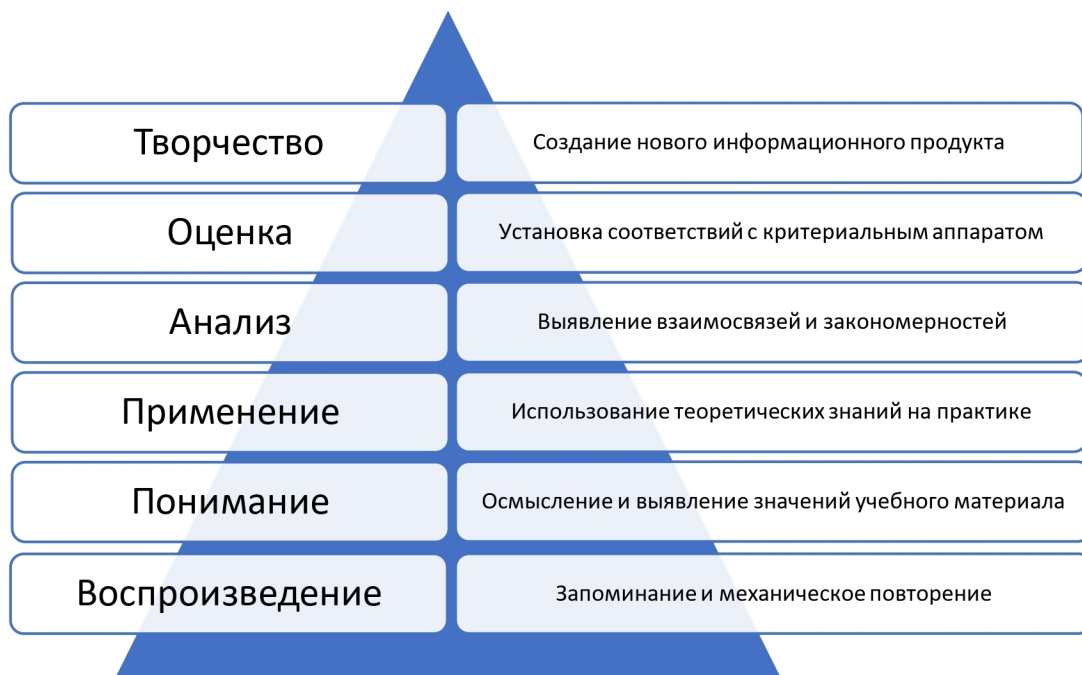 Творчество
Создание нового информационного продукта
Оценка
Установка соответствий с критериальным аппаратом
Анализ
Выявление взаимосвязей и закономерностей
Применение
Использование теоретических знаний на практике
Понимание
Осмысление и выявление значений учебного материала
Воспроизведение
Запоминание и механическое повторение